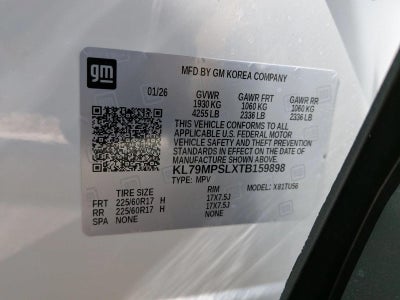 gm
MFD BY GM KOREA COMPANY
01/26 GVWR GAWR FRT GAWR RR
1930 KG 1060 KG 1060 KG
4255 LB 2336 LB 2336 LB
THIS VEHICLE CONFORMS TO ALL
APPLICABLE U.S. FEDERAL MOTOR
VEHICLE SAFETY STANDARDS IN
EFFECT ON THE DATE OF
MANUFACTURE SHOWN ABOVE.
KL79MPSLXTB159898
TYPE: MPV MODEL: X81TU56
TIRE SIZE RIM
FRT 225/60R17 H 17X7.5J
RR 225/60R17 H 17X7.5J
SPA NONE NONE